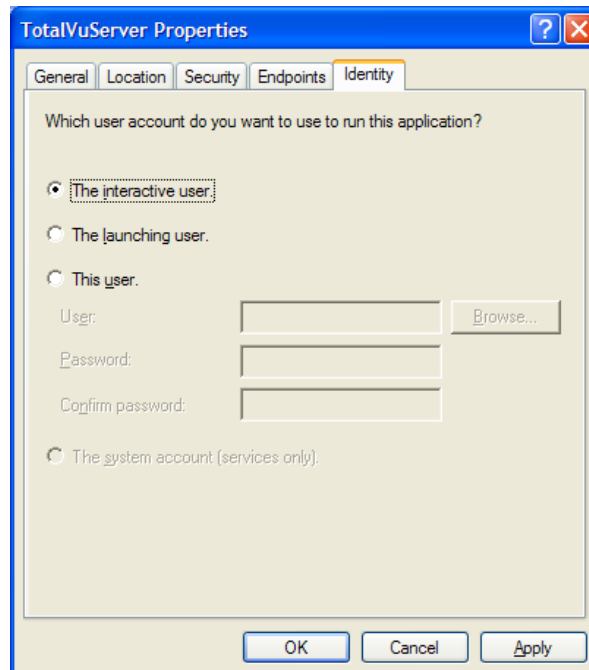 TotalVuServer Properties
General Location Security Endpoints Identity
Which user account do you want to use to run this application?
The interactive user.
The launching user.
This user.
User: Browse...
Password:
Confirm password:
The system account (services only).
OK Cancel Apply